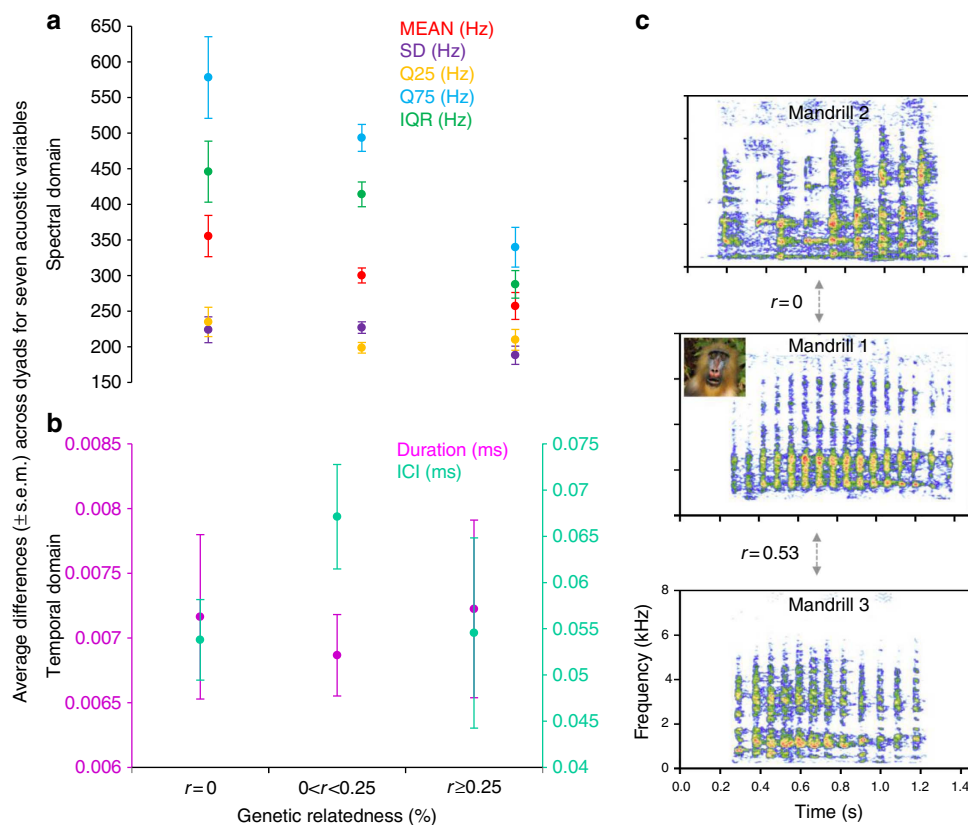 a
650
600
550
500
450
400
350
300
250
200
150
MEAN (Hz)
SD (Hz)
Q25 (Hz)
Q75 (Hz)
IQR (Hz)
Average differences (± s.e.m.) across dyads for seven acuostic variables
Spectral domain
b
0.0085
0.008
0.0075
0.007
0.0065
0.006
Temporal domain
Duration (ms)
ICI (ms)
0.075
0.07
0.065
0.06
0.055
0.05
0.045
0.04
r=0
0<r<0.25
r≥0.25
Genetic relatedness (%)
c
Mandrill 2
r=0
Mandrill 1
r=0.53
Mandrill 3
8
6
4
2
0
Frequency (kHz)
0.0 0.2 0.4 0.6 0.8 1.0 1.2 1.4
Time (s)